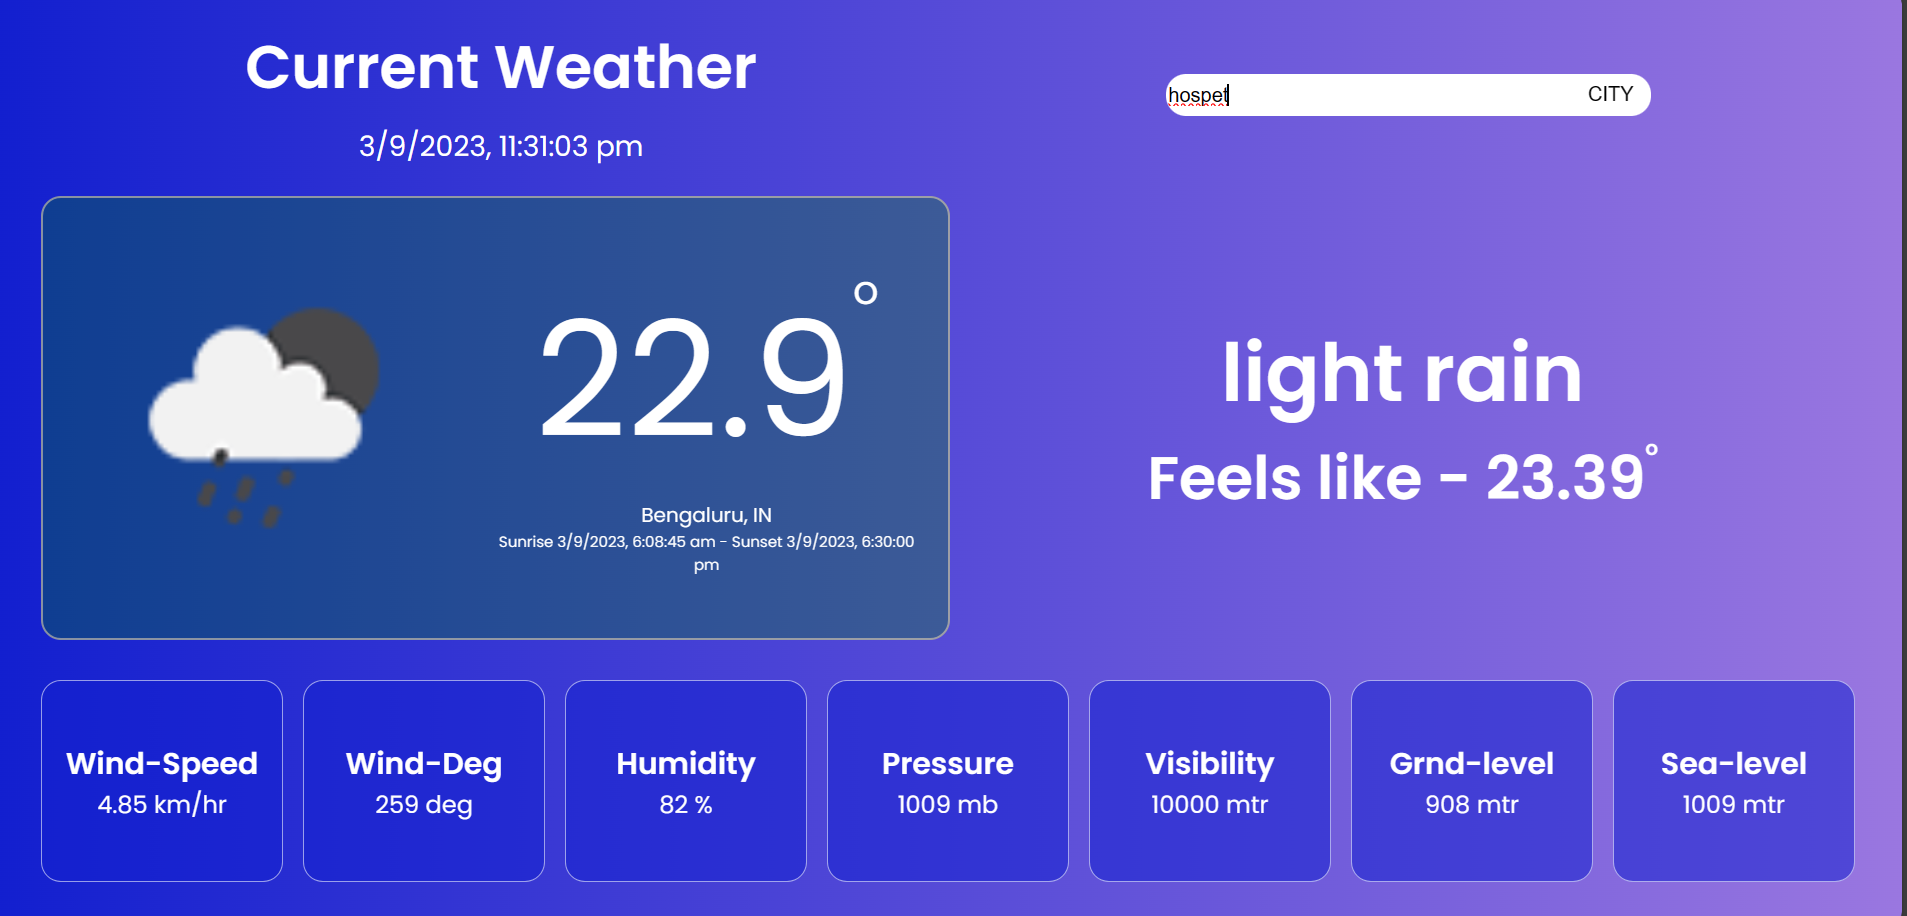 Current Weather
hospet
CITY
3/9/2023, 11:31:03 pm
22.9°
Bengaluru, IN
Sunrise 3/9/2023, 6:08:45 am - Sunset 3/9/2023, 6:30:00
pm
light rain
Feels like - 23.39°
Wind-Speed
4.85 km/hr
Wind-Deg
259 deg
Humidity
82 %
Pressure
1009 mb
Visibility
10000 mtr
Grnd-level
908 mtr
Sea-level
1009 mtr